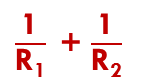 1/R₁ + 1/R₂